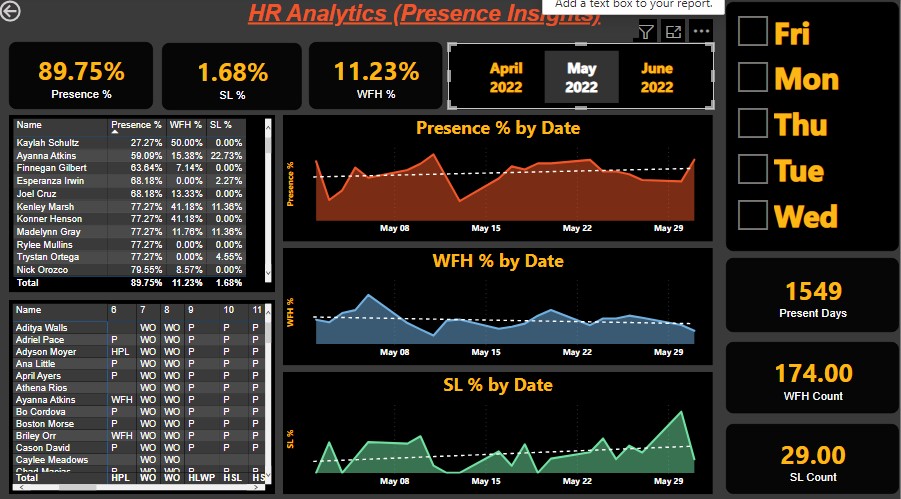 Add a text box to your report.
HR Analytics (Presence Insights)
89.75%
Presence %
1.68%
SL %
11.23%
WFH %
April
2022
May
2022
June
2022
Fri
Mon
Thu
Tue
Wed
Name Presence % WFH % SL %
Kaylah Schultz 27.27% 50.00% 0.00%
Ayanna Atkins 59.09% 15.38% 22.73%
Finnegan Gilbert 63.64% 7.14% 0.00%
Esperanza Irwin 68.18% 0.00% 2.27%
Joel Cruz 68.18% 13.33% 0.00%
Kenley Marsh 77.27% 41.18% 11.36%
Konner Henson 77.27% 41.18% 0.00%
Madelynn Gray 77.27% 11.76% 11.36%
Rylee Mullins 77.27% 0.00% 0.00%
Trystan Ortega 77.27% 0.00% 4.55%
Nick Orozco 79.55% 8.57% 0.00%
Total 89.75% 11.23% 1.68%
Presence % by Date
Presence %
May 08 May 15 May 22 May 29
WFH % by Date
WFH %
May 08 May 15 May 22 May 29
SL % by Date
SL %
May 08 May 15 May 22 May 29
1549
Present Days
174.00
WFH Count
29.00
SL Count
Name 6 7 8 9 10 11
Aditya Walls WO WO P P P
Adriel Pace P WO WO P P P
Adyson Moyer HPL WO WO P P P
Ana Little P WO WO P P P
April Ayers P WO WO P P P
Athena Rios WO WO P P P
Ayanna Atkins WFH WO WO P P P
Bo Cordova P WO WO P P P
Boston Morse P WO WO P P P
Briley Orr WFH WO WO P P P
Cason David P WO WO P P P
Caylee Meadows WO WO
Chad Macias P WO WO P P P
Total HPL WO WO HLWP HSL HS